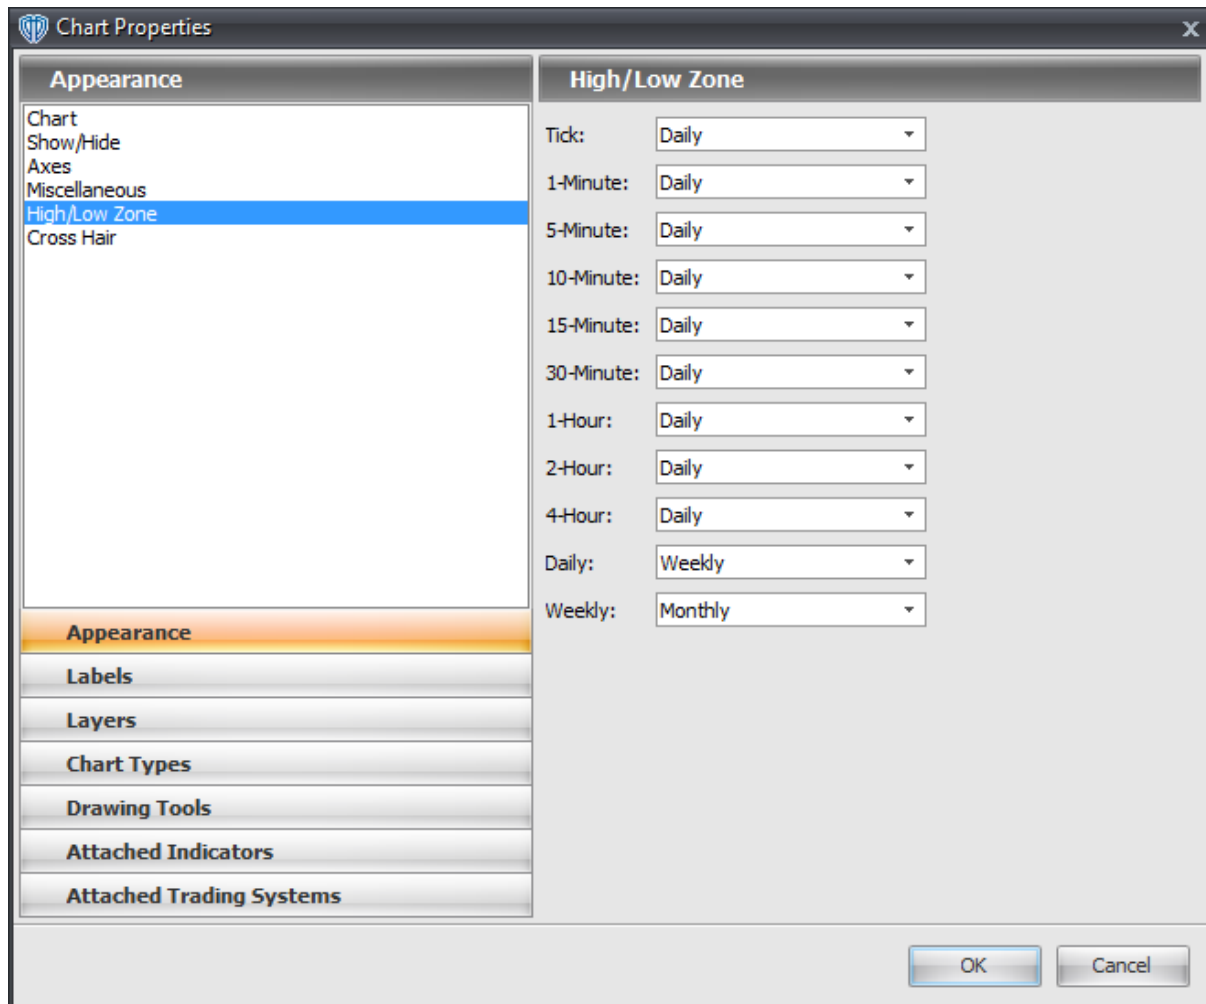 Chart Properties
x
Appearance
Chart
Show/Hide
Axes
Miscellaneous
High/Low Zone
Cross Hair
Appearance
Labels
Layers
Chart Types
Drawing Tools
Attached Indicators
Attached Trading Systems
High/Low Zone
Tick: Daily
1-Minute: Daily
5-Minute: Daily
10-Minute: Daily
15-Minute: Daily
30-Minute: Daily
1-Hour: Daily
2-Hour: Daily
4-Hour: Daily
Daily: Weekly
Weekly: Monthly
OK Cancel